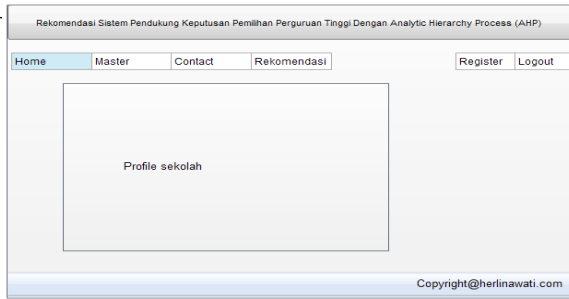 Rekomendasi Sistem Pendukung Keputusan Pemilihan Perguruan Tinggi Dengan Analytic Hierarchy Process (AHP)
Home Master Contact Rekomendasi Register Logout
Profile sekolah
Copyright@herlinawati.com